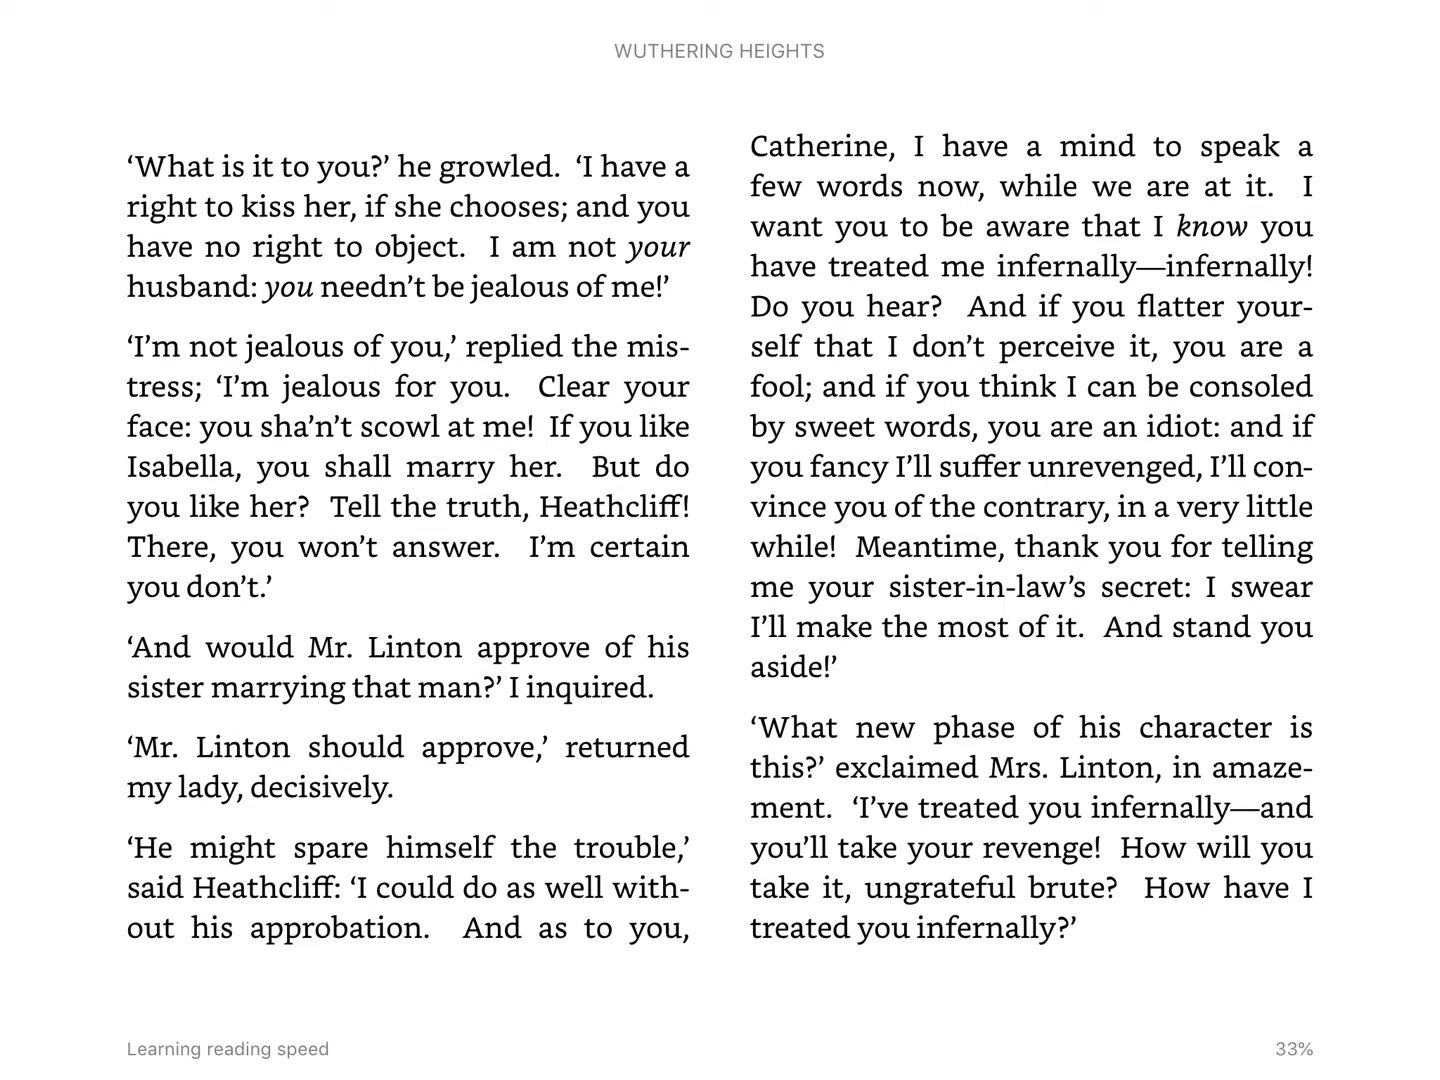 WUTHERING HEIGHTS
‘What is it to you?’ he growled.  ‘I have a
right to kiss her, if she chooses; and you
have no right to object.  I am not your
husband: you needn’t be jealous of me!’
‘I’m not jealous of you,’ replied the mis-
tress; ‘I’m jealous for you.  Clear your
face: you sha’n’t scowl at me!  If you like
Isabella, you shall marry her.  But do
you like her?  Tell the truth, Heathcliff!
There, you won’t answer.  I’m certain
you don’t.’
‘And would Mr. Linton approve of his
sister marrying that man?’ I inquired.
‘Mr. Linton should approve,’ returned
my lady, decisively.
‘He might spare himself the trouble,’
said Heathcliff: ‘I could do as well with-
out his approbation.  And as to you,
Catherine, I have a mind to speak a
few words now, while we are at it.  I
want you to be aware that I know you
have treated me infernally—infernally!
Do you hear?  And if you flatter your-
self that I don’t perceive it, you are a
fool; and if you think I can be consoled
by sweet words, you are an idiot: and if
you fancy I’ll suffer unrevenged, I’ll con-
vince you of the contrary, in a very little
while!  Meantime, thank you for telling
me your sister-in-law’s secret: I swear
I’ll make the most of it.  And stand you
aside!’
‘What new phase of his character is
this?’ exclaimed Mrs. Linton, in amaze-
ment.  ‘I’ve treated you infernally—and
you’ll take your revenge!  How will you
take it, ungrateful brute?  How have I
treated you infernally?’
Learning reading speed
33%